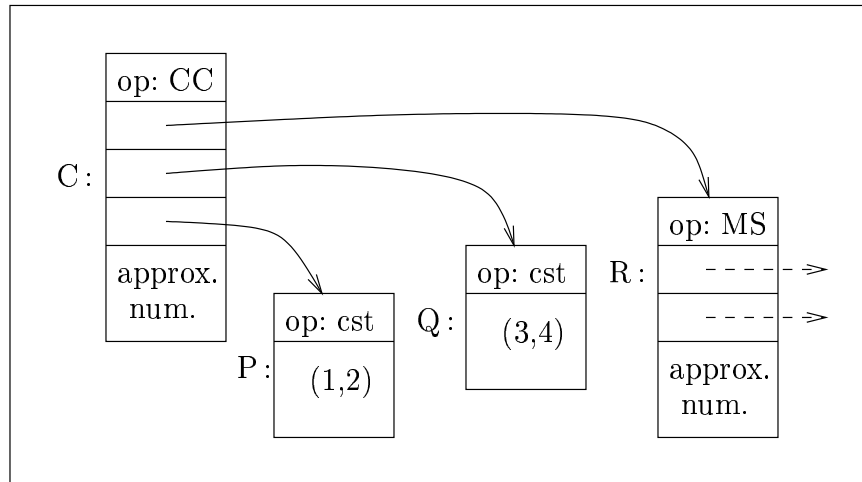 op: CC
C:
approx.
num.
op: cst
P:
(1,2)
op: cst
Q:
(3,4)
op: MS
R:
approx.
num.